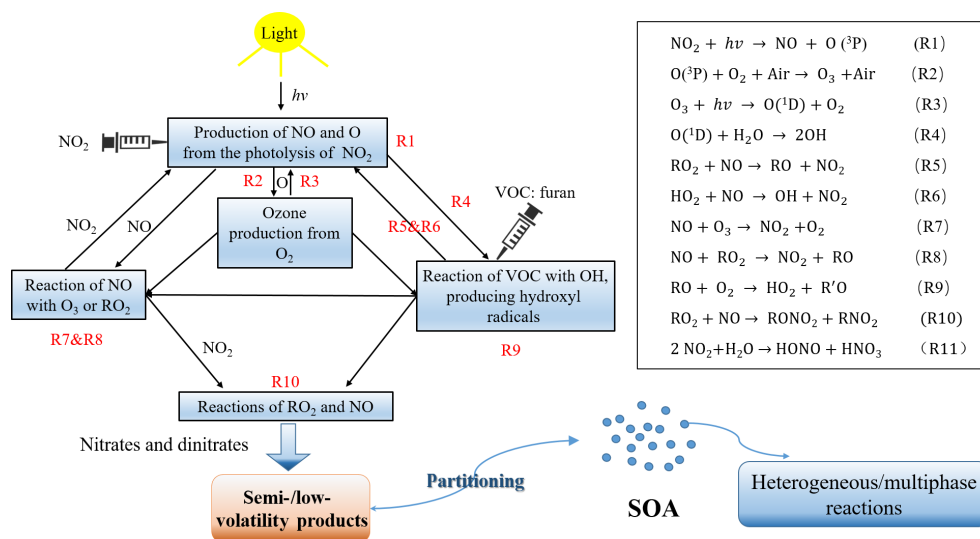 Light
hv
NO₂
Production of NO and O
from the photolysis of NO₂
R1
R2
O
R3
R4
VOC: furan
NO₂
NO
R5&R6
Ozone
production from
O₂
Reaction of NO
with O₃ or RO₂
Reaction of VOC with OH,
producing hydroxyl
radicals
R7&R8
NO₂
R9
R10
Reactions of RO₂ and NO
Nitrates and dinitrates
Semi-/low-
volatility products
Partitioning
SOA
Heterogeneous/multiphase
reactions
NO₂ + hv → NO + O (³P) (R1)
O(³P) + O₂ + Air → O₃ +Air (R2)
O₃ + hv → O(¹D) + O₂ (R3)
O(¹D) + H₂O → 2OH (R4)
RO₂ + NO → RO + NO₂ (R5)
HO₂ + NO → OH + NO₂ (R6)
NO + O₃ → NO₂ +O₂ (R7)
NO + RO₂ → NO₂ + RO (R8)
RO + O₂ → HO₂ + R′O (R9)
RO₂ + NO → RONO₂ + RNO₂ (R10)
2 NO₂+H₂O → HONO + HNO₃ （R11）